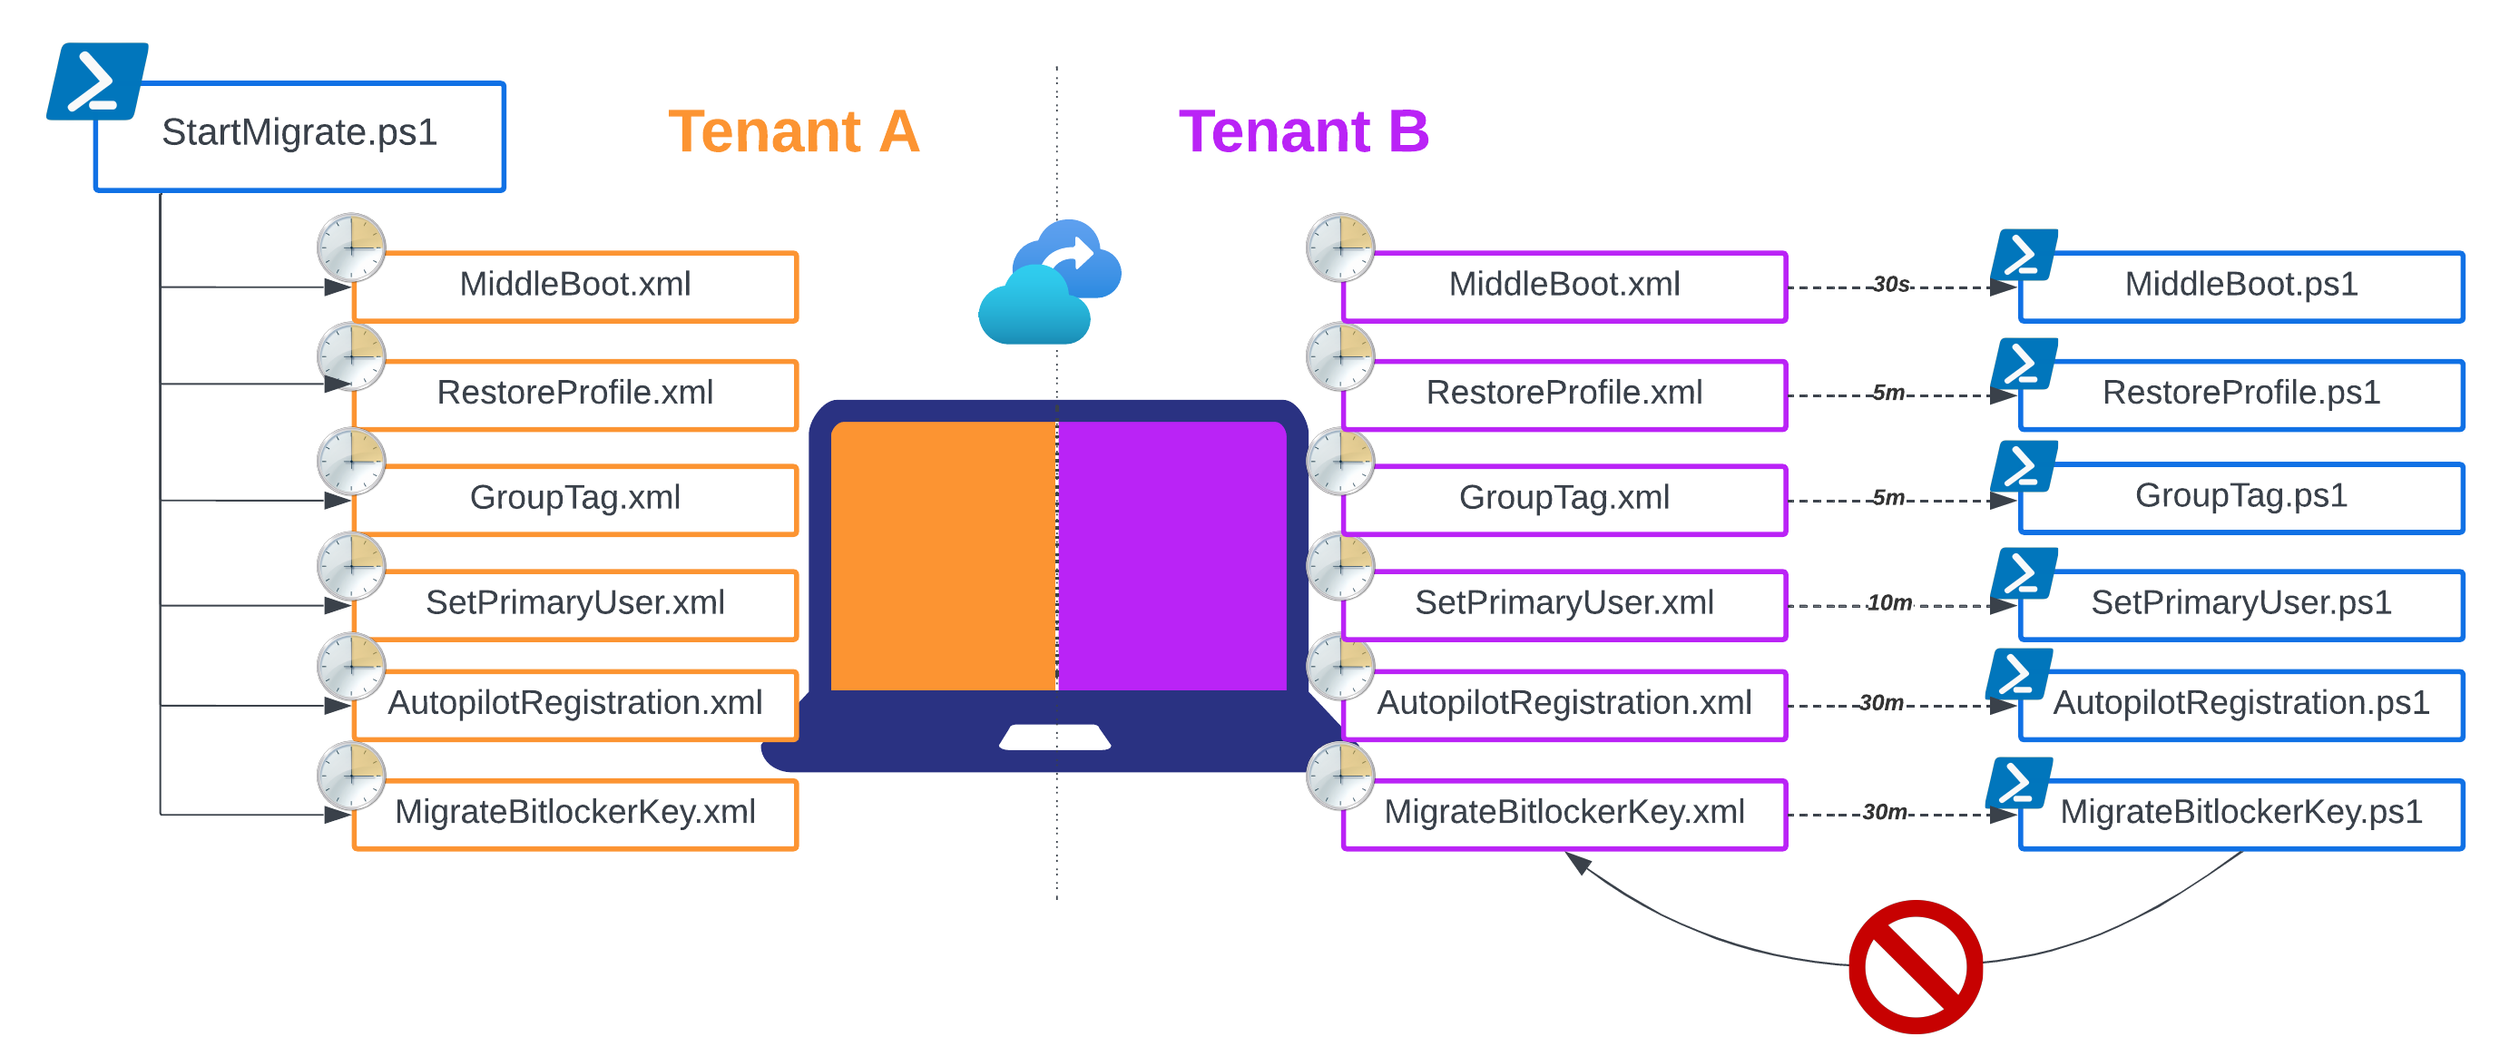 StartMigrate.ps1
Tenant A
Tenant B
MiddleBoot.xml
MiddleBoot.xml
30s
MiddleBoot.ps1
RestoreProfile.xml
RestoreProfile.xml
5m
RestoreProfile.ps1
GroupTag.xml
GroupTag.xml
5m
GroupTag.ps1
SetPrimaryUser.xml
SetPrimaryUser.xml
10m
SetPrimaryUser.ps1
AutopilotRegistration.xml
AutopilotRegistration.xml
30m
AutopilotRegistration.ps1
MigrateBitlockerKey.xml
MigrateBitlockerKey.xml
30m
MigrateBitlockerKey.ps1